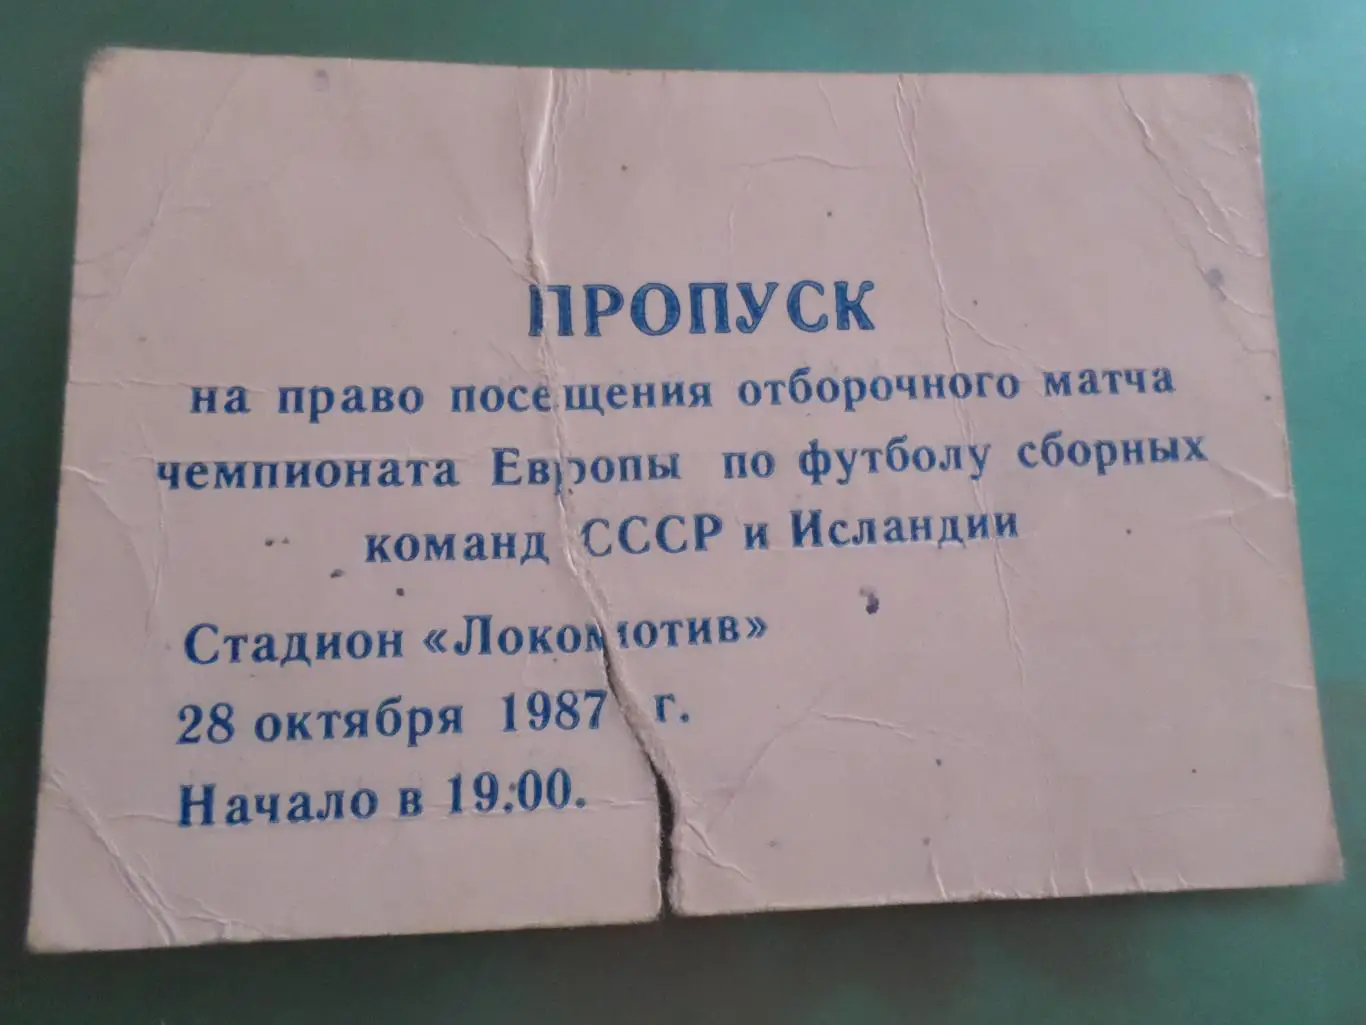 ПРОПУСК
на право посещения отборочного матча
чемпионата Европы по футболу сборных
команд СССР и Исландии
Стадион «Локомотив»
28 октября 1987 г.
Начало в 19.00.